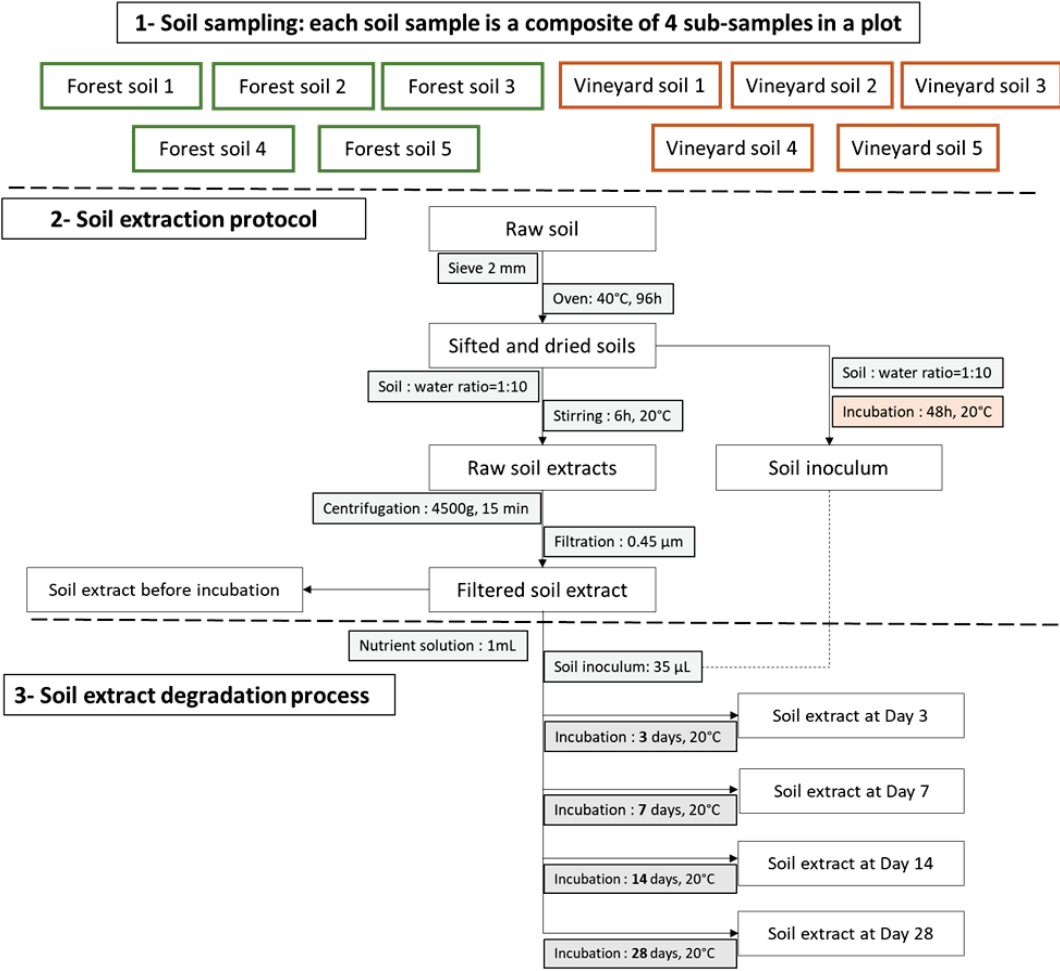 1- Soil sampling: each soil sample is a composite of 4 sub-samples in a plot
Forest soil 1
Forest soil 2
Forest soil 3
Vineyard soil 1
Vineyard soil 2
Vineyard soil 3
Forest soil 4
Forest soil 5
Vineyard soil 4
Vineyard soil 5
2- Soil extraction protocol
Raw soil
Sieve 2 mm
Oven: 40°C, 96h
Sifted and dried soils
Soil : water ratio=1:10
Soil : water ratio=1:10
Stirring : 6h, 20°C
Incubation : 48h, 20°C
Raw soil extracts
Soil inoculum
Centrifugation : 4500g, 15 min
Filtration : 0.45 µm
Soil extract before incubation
Filtered soil extract
Nutrient solution : 1mL
Soil inoculum: 35 µL
3- Soil extract degradation process
Soil extract at Day 3
Incubation : 3 days, 20°C
Soil extract at Day 7
Incubation : 7 days, 20°C
Soil extract at Day 14
Incubation : 14 days, 20°C
Soil extract at Day 28
Incubation : 28 days, 20°C